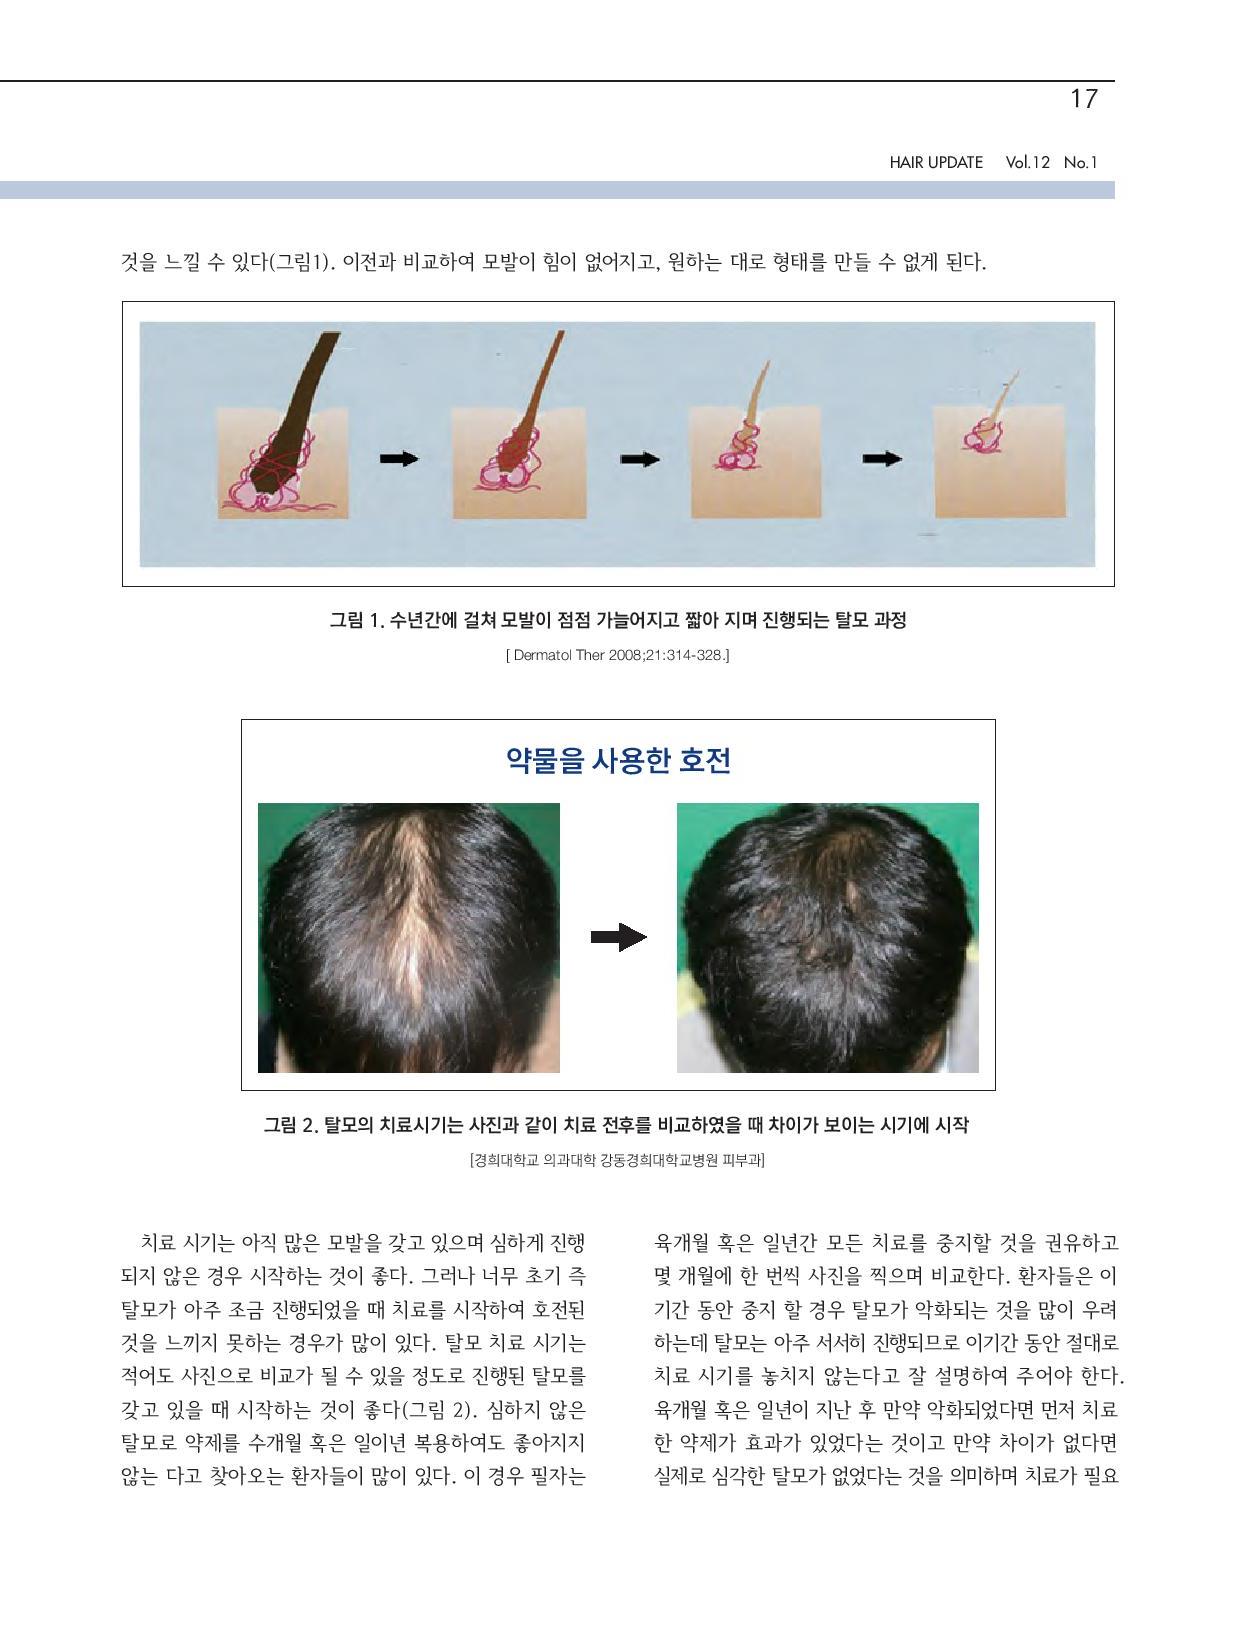 17
HAIR UPDATE Vol.12 No.1
것을 느낄 수 있다(그림1). 이전과 비교하여 모발이 힘이 없어지고, 원하는 대로 형태를 만들 수 없게 된다.
그림 1. 수년간에 걸쳐 모발이 점점 가늘어지고 짧아 지며 진행되는 탈모 과정
[ Dermatol Ther 2008;21:314-328.]
약물을 사용한 호전
그림 2. 탈모의 치료시기는 사진과 같이 치료 전후를 비교하였을 때 차이가 보이는 시기에 시작
[경희대학교 의과대학 강동경희대학교병원 피부과]
치료 시기는 아직 많은 모발을 갖고 있으며 심하게 진행
되지 않은 경우 시작하는 것이 좋다. 그러나 너무 초기 즉
탈모가 아주 조금 진행되었을 때 치료를 시작하여 호전된
것을 느끼지 못하는 경우가 많이 있다. 탈모 치료 시기는
적어도 사진으로 비교가 될 수 있을 정도로 진행된 탈모를
갖고 있을 때 시작하는 것이 좋다(그림 2). 심하지 않은
탈모로 약제를 수개월 혹은 일이년 복용하여도 좋아지지
않는 다고 찾아오는 환자들이 많이 있다. 이 경우 필자는
육개월 혹은 일년간 모든 치료를 중지할 것을 권유하고
몇 개월에 한 번씩 사진을 찍으며 비교한다. 환자들은 이
기간 동안 중지 할 경우 탈모가 악화되는 것을 많이 우려
하는데 탈모는 아주 서서히 진행되므로 이기간 동안 절대로
치료 시기를 놓치지 않는다고 잘 설명하여 주어야 한다.
육개월 혹은 일년이 지난 후 만약 악화되었다면 먼저 치료
한 약제가 효과가 있었다는 것이고 만약 차이가 없다면
실제로 심각한 탈모가 없었다는 것을 의미하며 치료가 필요